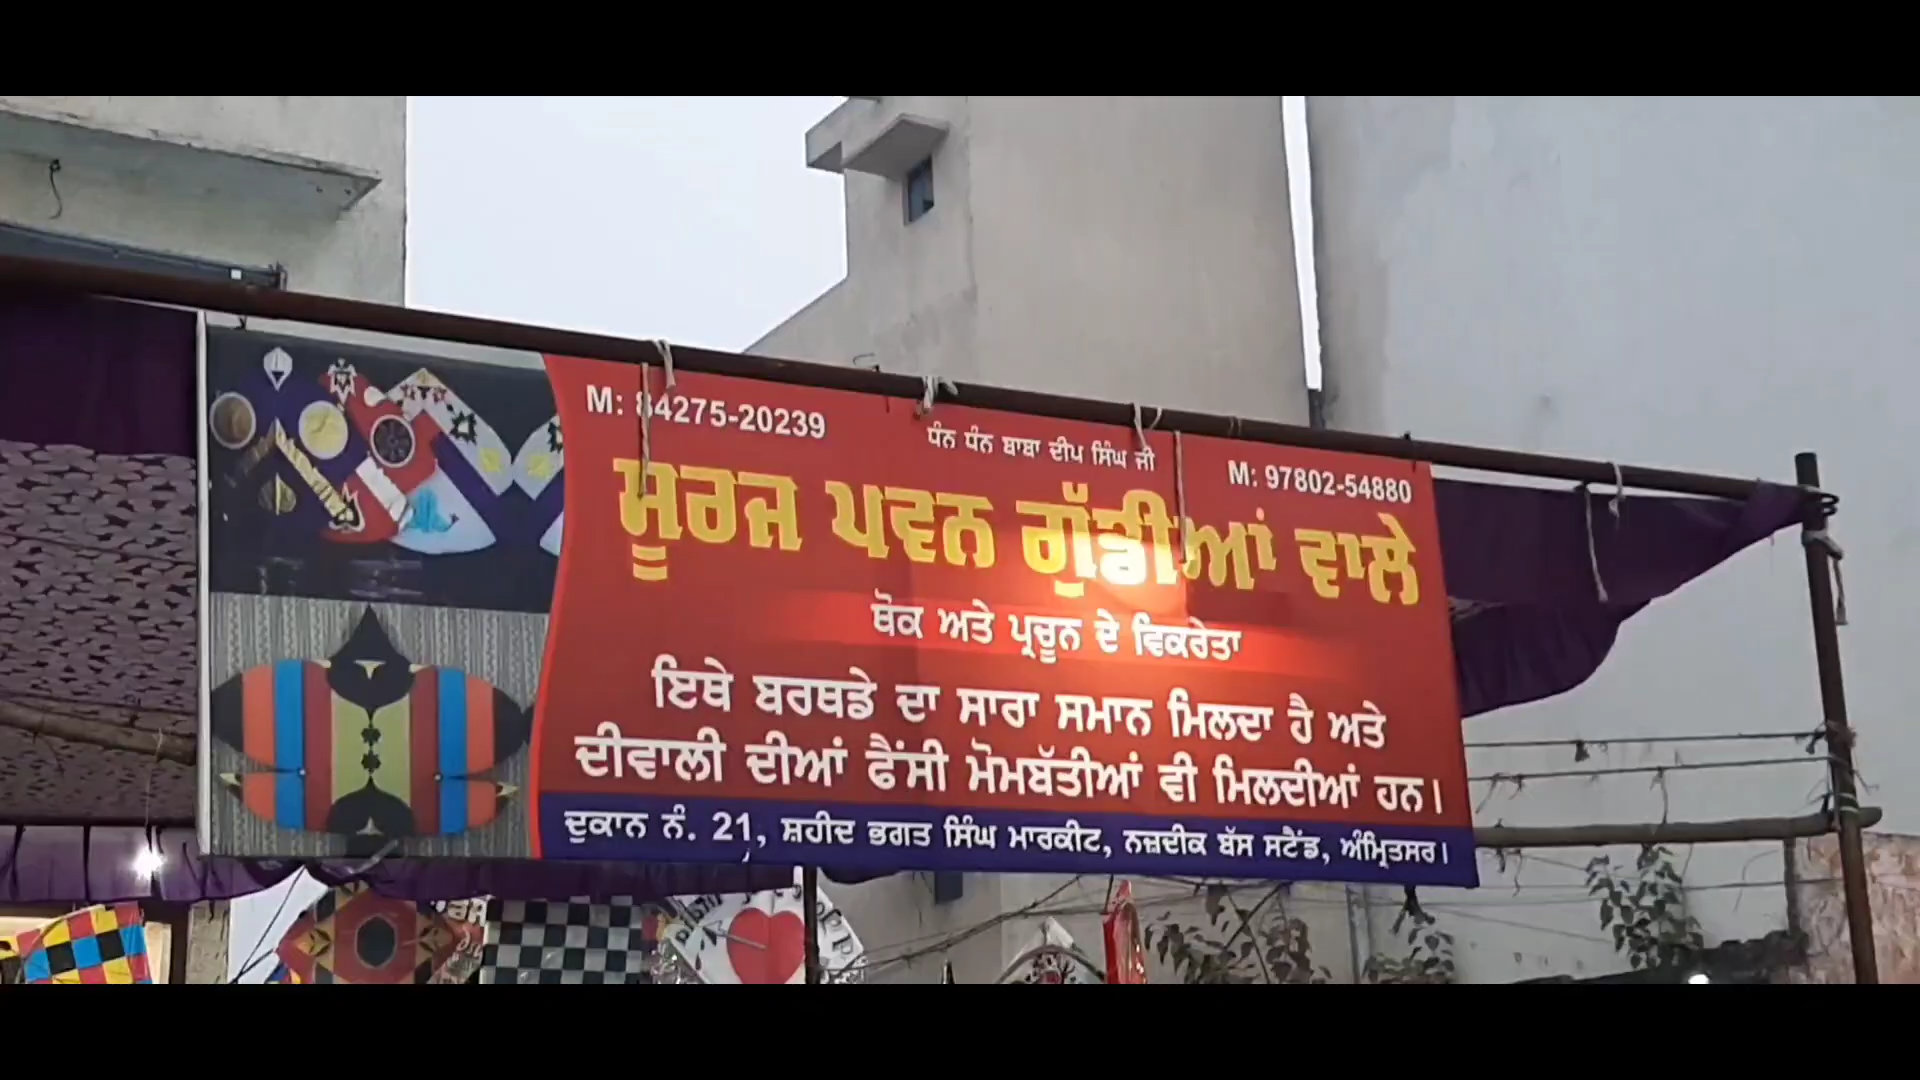 M: 84275-20239
ਧੰਨ ਧੰਨ ਬਾਬਾ ਦੀਪ ਸਿੰਘ ਜੀ
M: 97802-54880
ਸੂਰਜ ਪਵਨ ਗੁੱਡੀਆਂ ਵਾਲੇ
ਥੋਕ ਅਤੇ ਪ੍ਰਚੂਨ ਦੇ ਵਿਕਰੇਤਾ
ਇਥੇ ਬਰਥਡੇ ਦਾ ਸਾਰਾ ਸਮਾਨ ਮਿਲਦਾ ਹੈ ਅਤੇ
ਦੀਵਾਲੀ ਦੀਆਂ ਫੈਂਸੀ ਮੋਮਬੱਤੀਆਂ ਵੀ ਮਿਲਦੀਆਂ ਹਨ।
ਦੁਕਾਨ ਨੰ. 21, ਸ਼ਹੀਦ ਭਗਤ ਸਿੰਘ ਮਾਰਕੀਟ, ਨਜ਼ਦੀਕ ਬੱਸ ਸਟੈਂਡ, ਅੰਮ੍ਰਿਤਸਰ।